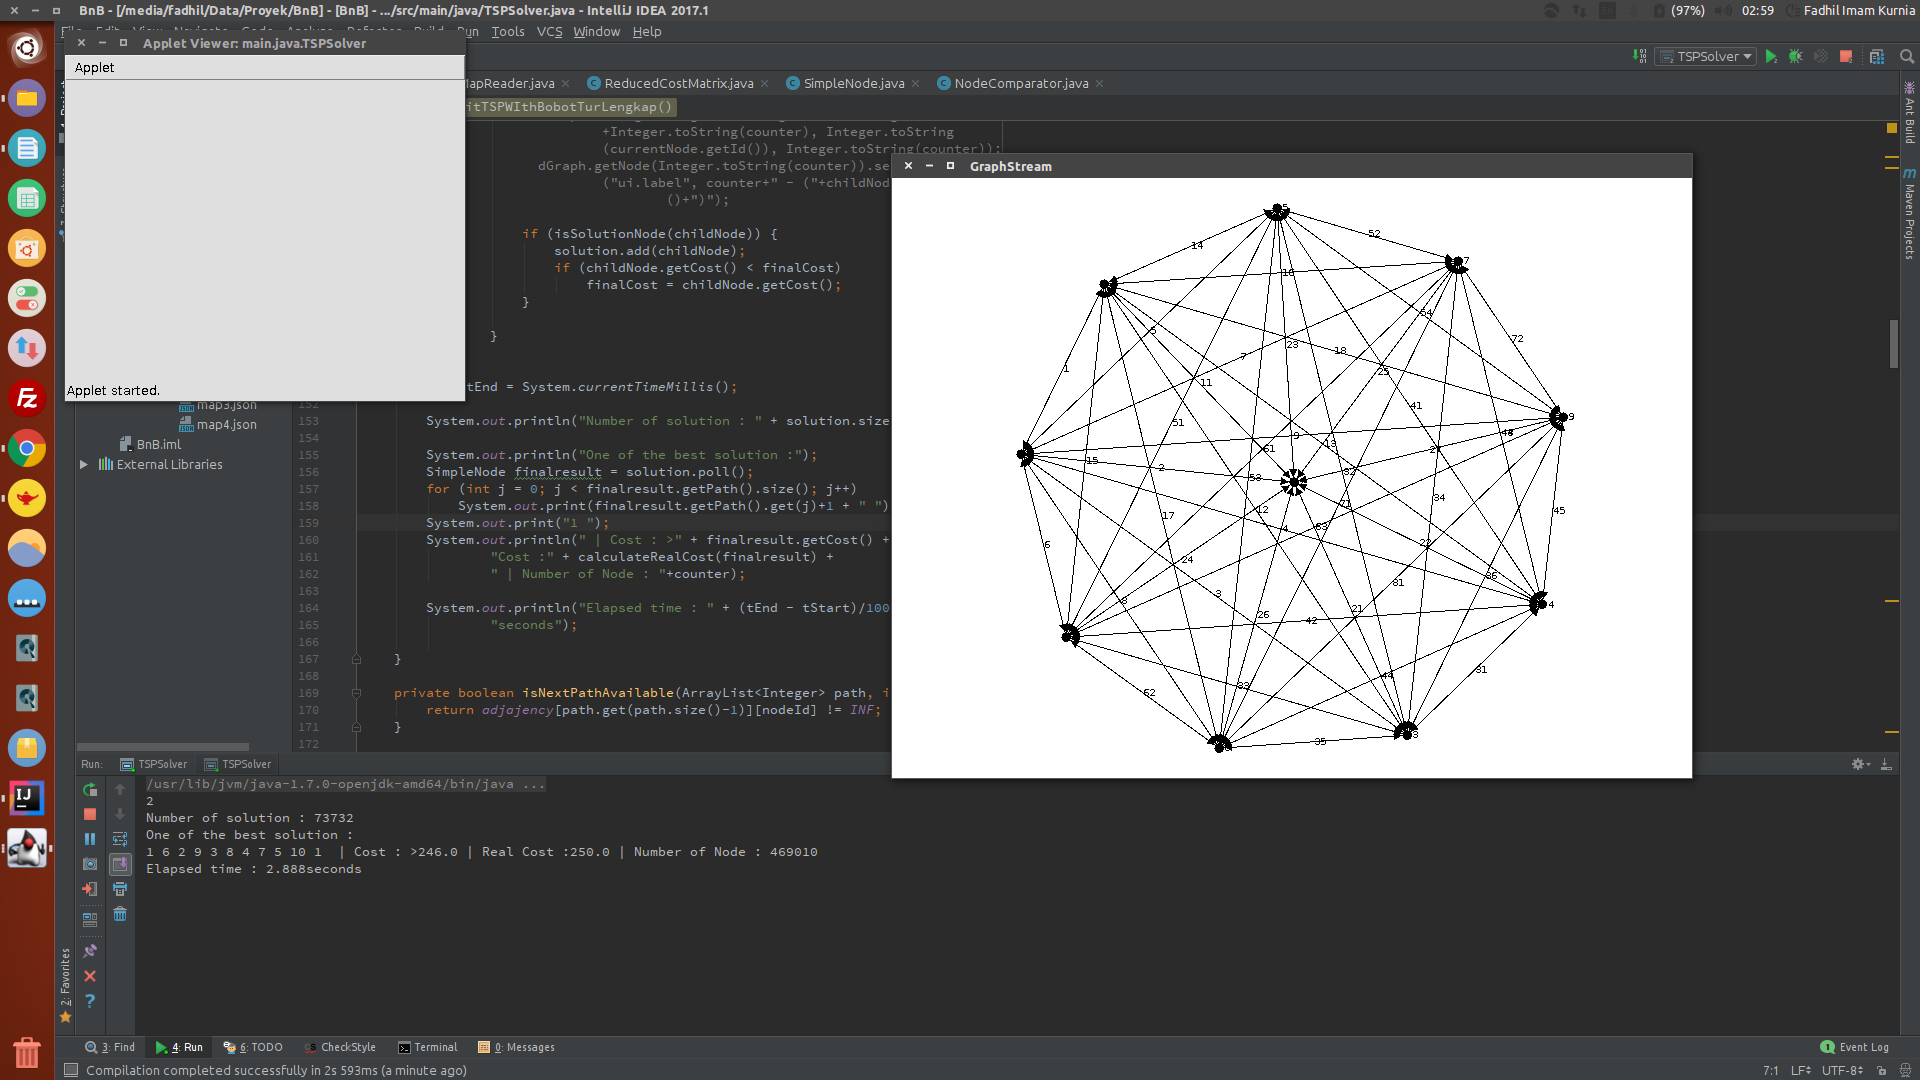 BnB - [/media/fadhil/Data/Proyek/BnB] - [BnB] - .../src/main/java/TSPSolver.java - IntelliJ IDEA 2017.1
(97%) 02:59 Fadhil Imam Kurnia
Tools VCS Window Help
Applet Viewer: main.java.TSPSolver
Applet
Applet started.
TSPSolver
MapReader.java ReducedCostMatrix.java SimpleNode.java NodeComparator.java
itTSPWIthBobotTurLengkap()
+Integer.toString(counter), Integer.toString
(currentNode.getId()), Integer.toString(counter));
dGraph.getNode(Integer.toString(counter)).se
("ui.label", counter+" - ("+childNod
()+")");
if (isSolutionNode(childNode)) {
solution.add(childNode);
if (childNode.getCost() < finalCost)
finalCost = childNode.getCost();
}
}
tEnd = System.currentTimeMillis();
152
153 System.out.println("Number of solution : " + solution.size
154
155 System.out.println("One of the best solution :");
156 SimpleNode finalresult = solution.poll();
157 for (int j = 0; j < finalresult.getPath().size(); j++)
158 System.out.print(finalresult.getPath().get(j)+1 + " ")
159 System.out.print("1 ");
160 System.out.println(" | Cost : >" + finalresult.getCost() +
161 "Cost :" + calculateRealCost(finalresult) +
162 " | Number of Node : "+counter);
163
164 System.out.println("Elapsed time : " + (tEnd - tStart)/100
165 "seconds");
166
167 }
168
169 private boolean isNextPathAvailable(ArrayList<Integer> path, i
170 return adjajency[path.get(path.size()-1)][nodeId] != INF;
171 }
172
map3.json
map4.json
BnB.iml
External Libraries
GraphStream
5
52
14
7
16
54
72
5
7
23
18
1
25
11
41
9
51
9
13
15
2
61
27
58
32
34
71
12
45
17
4
53
6
24
22
36
81
4
8
3
26
21
42
31
33
44
62
3
35
Ant Build
Maven Projects
Run: TSPSolver TSPSolver
/usr/lib/jvm/java-1.7.0-openjdk-amd64/bin/java ...
2
Number of solution : 73732
One of the best solution :
1 6 2 9 3 8 4 7 5 10 1 | Cost : >246.0 | Real Cost :250.0 | Number of Node : 469010
Elapsed time : 2.888seconds
2: Favorites
3: Find 4: Run 6: TODO CheckStyle Terminal 0: Messages Event Log
Compilation completed successfully in 2s 593ms (a minute ago) 7:1 LF UTF-8